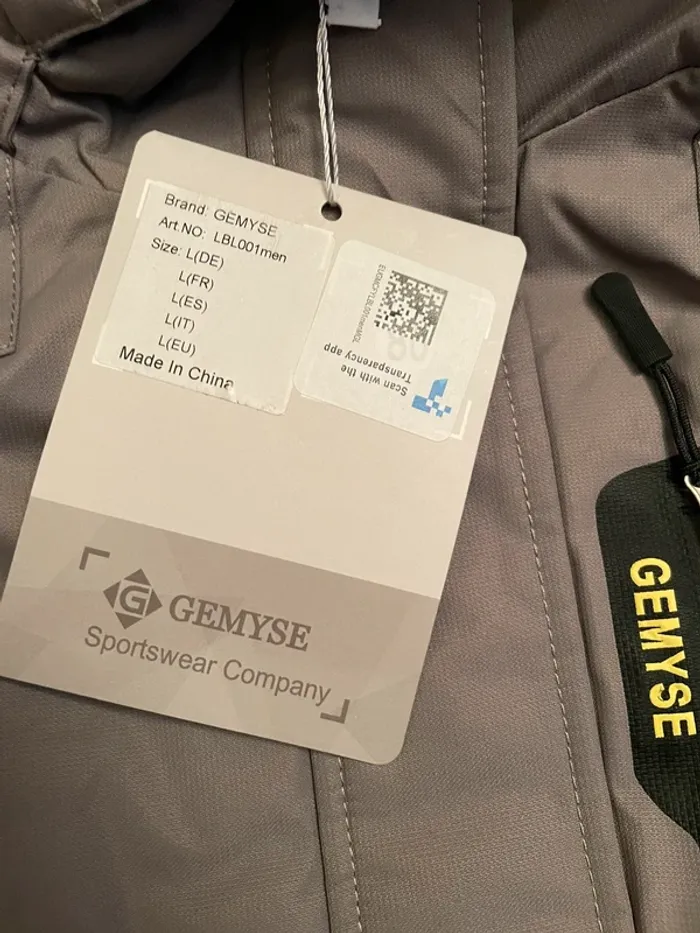 Brand: GEMYSE
Art.NO: LBL001men
Size: L(DE)
L(FR)
L(ES)
L(IT)
L(EU)
Made In China
Scan with the
Transparency app
G GEMYSE
Sportswear Company
GEMYSE